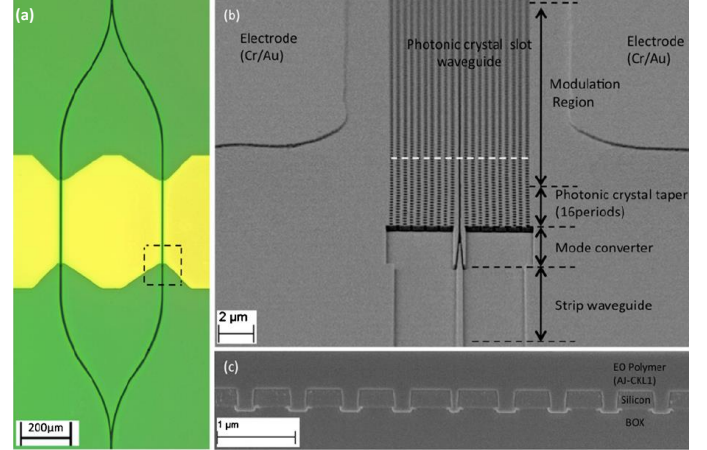 (a)
200µm
(b)
Electrode
(Cr/Au)
Photonic crystal slot
waveguide
Electrode
(Cr/Au)
Modulation
Region
Photonic crystal taper
(16periods)
Mode converter
Strip waveguide
2 µm
(c)
EO Polymer
(AJ-CKL1)
Silicon
BOX
1 µm